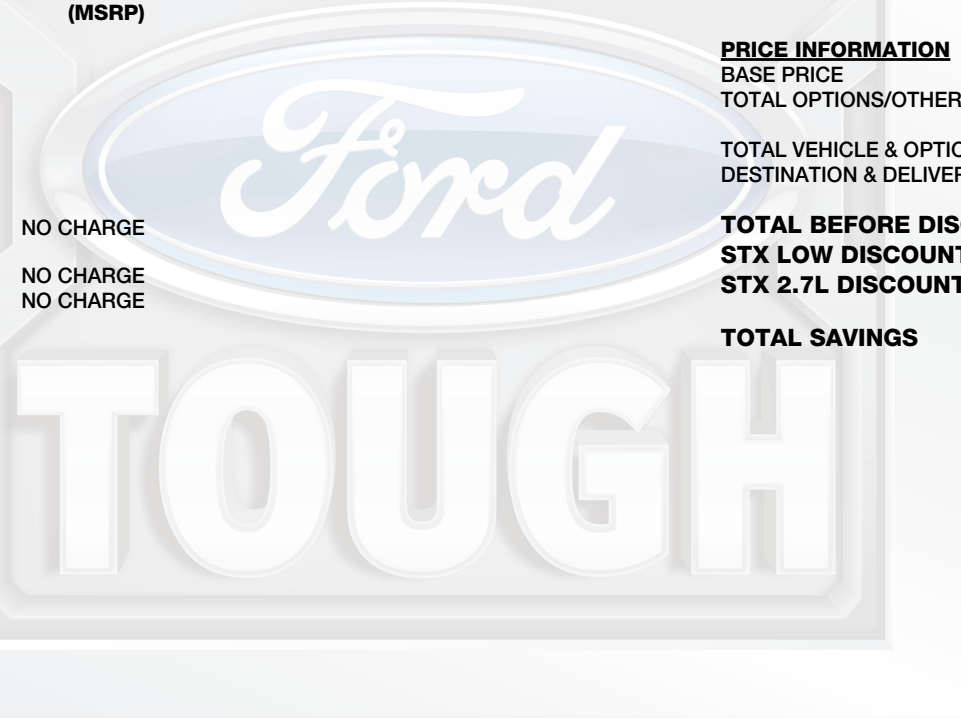 (MSRP)
NO CHARGE
NO CHARGE
NO CHARGE
Ford
TOUGH
PRICE INFORMATION
BASE PRICE
TOTAL OPTIONS/OTHER
TOTAL VEHICLE & OPTIO
DESTINATION & DELIVER
TOTAL BEFORE DIS
STX LOW DISCOUNT
STX 2.7L DISCOUNT
TOTAL SAVINGS